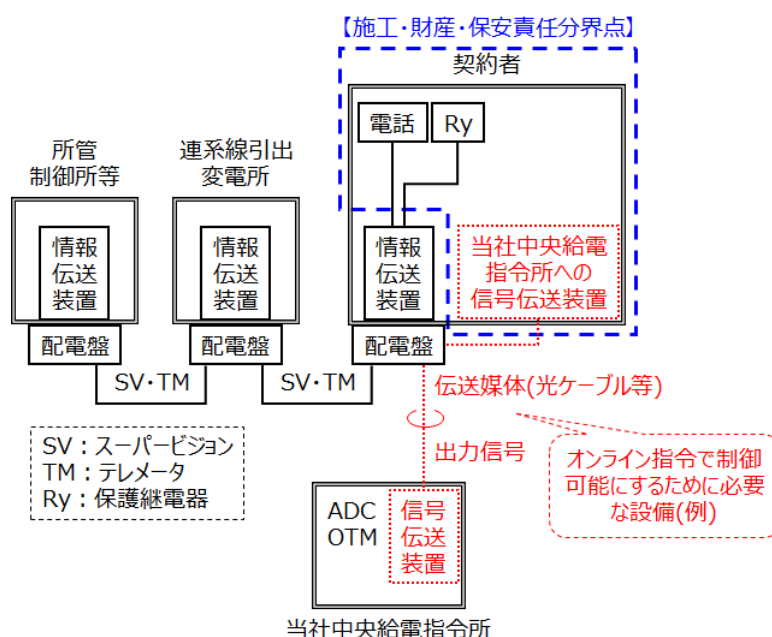 【施工・財産・保安責任分界点】
契約者
電話
Ry
所管
制御所等
連系線引出
変電所
情報
伝送
装置
情報
伝送
装置
情報
伝送
装置
当社中央給電
指令所への
信号伝送装置
配電盤
配電盤
配電盤
SV・TM
SV・TM
伝送媒体(光ケーブル等)
出力信号
SV：スーパービジョン
TM：テレメータ
Ry：保護継電器
オンライン指令で制御
可能にするために必要
な設備(例)
ADC
OTM
信号
伝送
装置
当社中央給電指令所